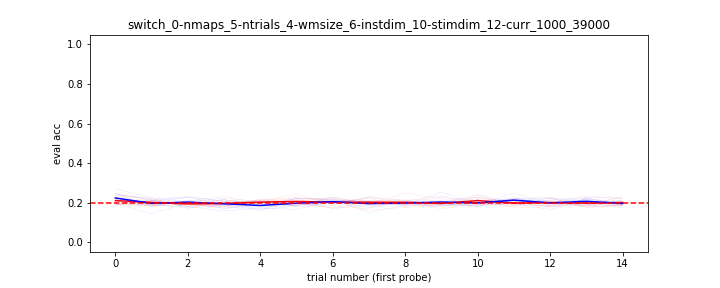 switch_0-nmaps_5-ntrials_4-wmsize_6-instdim_10-stimdim_12-curr_1000_39000
1.0
0.8
0.6
0.4
0.2
0.0
eval acc
0 2 4 6 8 10 12 14
trial number (first probe)